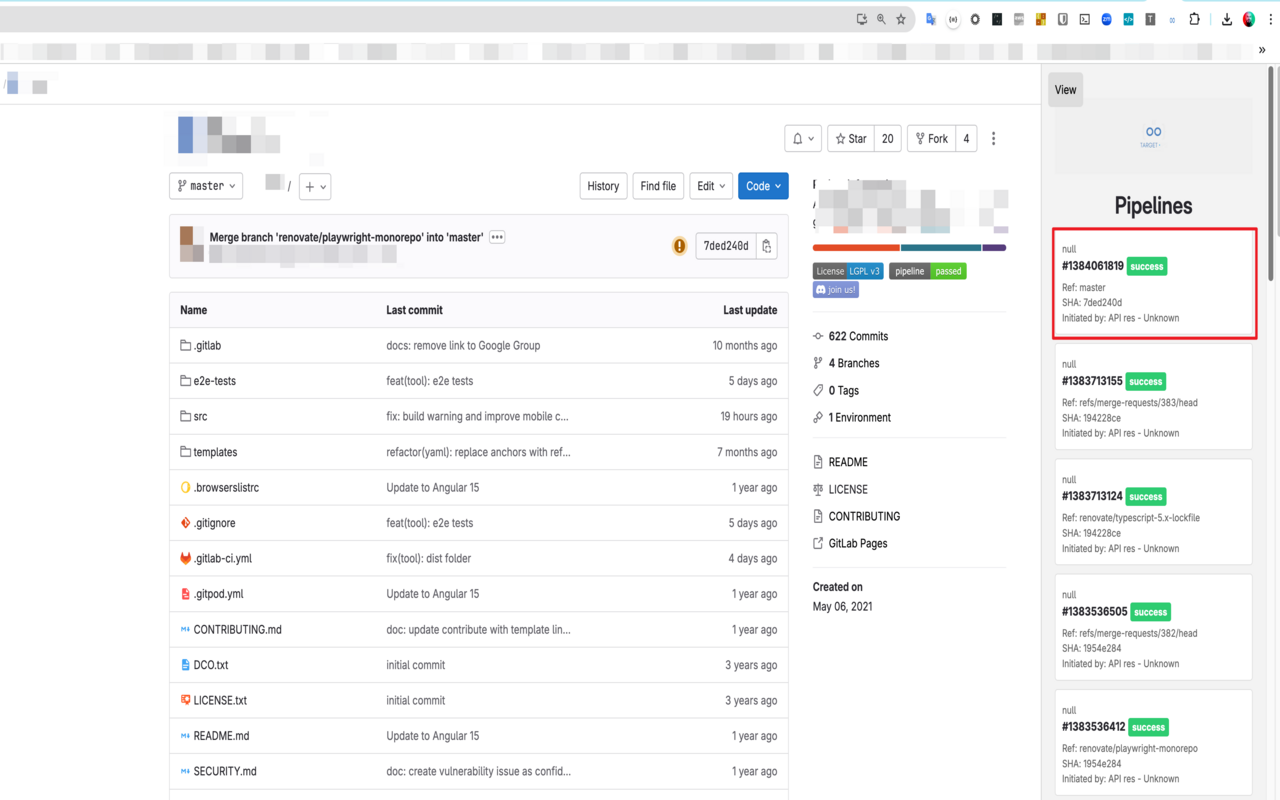 »
/
View
TARGET
Star 20 Fork 4
master / + History Find file Edit Code
Merge branch 'renovate/playwright-monorepo' into 'master' •••
7ded240d
Name Last commit Last update
.gitlab docs: remove link to Google Group 10 months ago
e2e-tests feat(tool): e2e tests 5 days ago
src fix: build warning and improve mobile c... 19 hours ago
templates refactor(yaml): replace anchors with ref... 7 months ago
.browserslistrc Update to Angular 15 1 year ago
.gitignore feat(tool): e2e tests 5 days ago
.gitlab-ci.yml fix(tool): dist folder 4 days ago
.gitpod.yml Update to Angular 15 1 year ago
CONTRIBUTING.md doc: update contribute with template lin... 1 year ago
DCO.txt initial commit 3 years ago
LICENSE.txt initial commit 3 years ago
README.md Update to Angular 15 1 year ago
SECURITY.md doc: create vulnerability issue as confid... 1 year ago
License LGPL v3 pipeline passed
join us!
622 Commits
4 Branches
0 Tags
1 Environment
README
LICENSE
CONTRIBUTING
GitLab Pages
Created on
May 06, 2021
Pipelines
null
#1384061819 success
Ref: master
SHA: 7ded240d
Initiated by: API res - Unknown
null
#1383713155 success
Ref: refs/merge-requests/383/head
SHA: 194228ce
Initiated by: API res - Unknown
null
#1383713124 success
Ref: renovate/typescript-5.x-lockfile
SHA: 194228ce
Initiated by: API res - Unknown
null
#1383536505 success
Ref: refs/merge-requests/382/head
SHA: 1954e284
Initiated by: API res - Unknown
null
#1383536412 success
Ref: renovate/playwright-monorepo
SHA: 1954e284
Initiated by: API res - Unknown